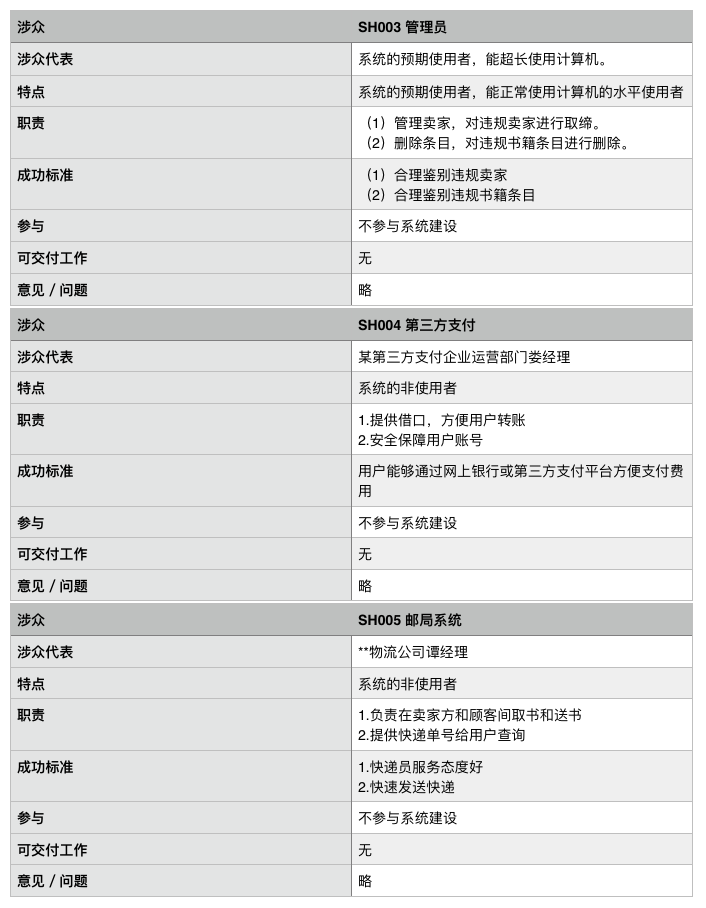 涉众 SH003 管理员
涉众代表 系统的预期使用者，能超长使用计算机。
特点 系统的预期使用者，能正常使用计算机的水平使用者
职责 （1）管理卖家，对违规卖家进行取缔。
（2）删除条目，对违规书籍条目进行删除。
成功标准 （1）合理鉴别违规卖家
（2）合理鉴别违规书籍条目
参与 不参与系统建设
可交付工作 无
意见 / 问题 略
涉众 SH004 第三方支付
涉众代表 某第三方支付企业运营部门娄经理
特点 系统的非使用者
职责 1.提供借口，方便用户转账
2.安全保障用户账号
成功标准 用户能够通过网上银行或第三方支付平台方便支付费
用
参与 不参与系统建设
可交付工作 无
意见 / 问题 略
涉众 SH005 邮局系统
涉众代表 **物流公司谭经理
特点 系统的非使用者
职责 1.负责在卖家方和顾客间取书和送书
2.提供快递单号给用户查询
成功标准 1.快递员服务态度好
2.快速发送快递
参与 不参与系统建设
可交付工作 无
意见 / 问题 略